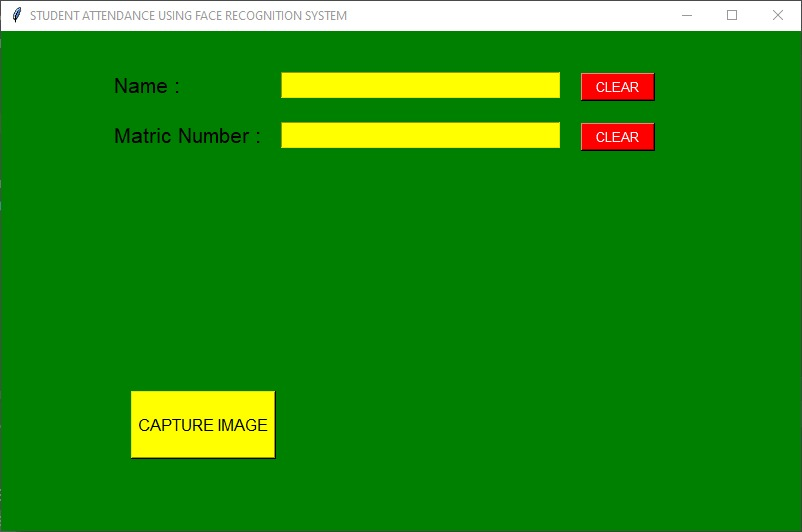 STUDENT ATTENDANCE USING FACE RECOGNITION SYSTEM
Name : CLEAR
Matric Number : CLEAR
CAPTURE IMAGE